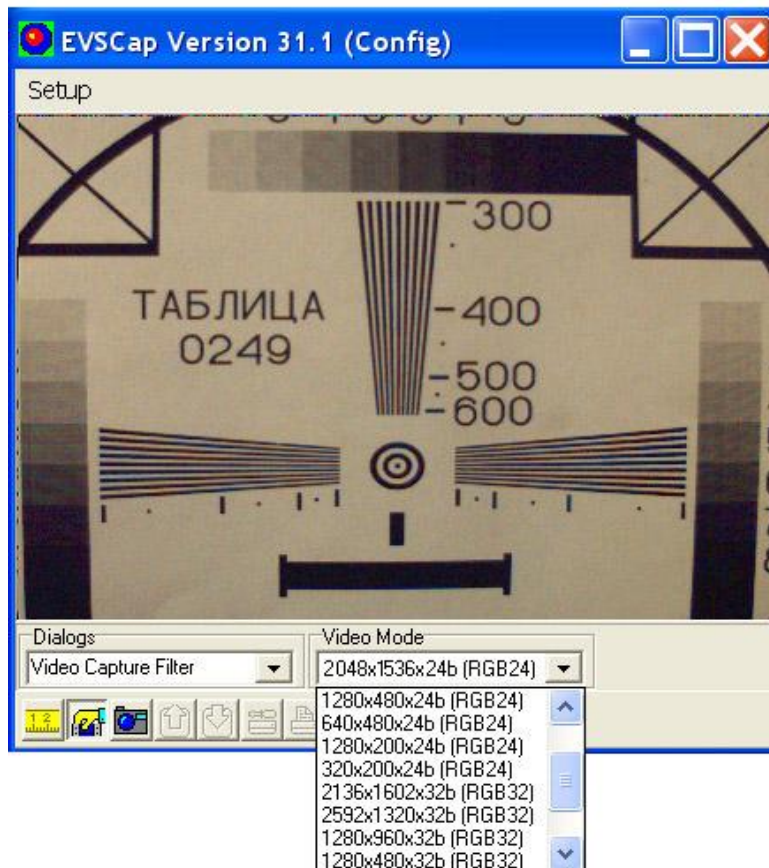 EVSCap Version 31.1 (Config)
Setup
300
ТАБЛИЦА
0249
400
500
600
Dialogs
Video Capture Filter
Video Mode
2048x1536x24b (RGB24)
1280x480x24b (RGB24)
640x480x24b (RGB24)
1280x200x24b (RGB24)
320x200x24b (RGB24)
2136x1602x32b (RGB32)
2592x1320x32b (RGB32)
1280x960x32b (RGB32)
1280x480x32b (RGB32)